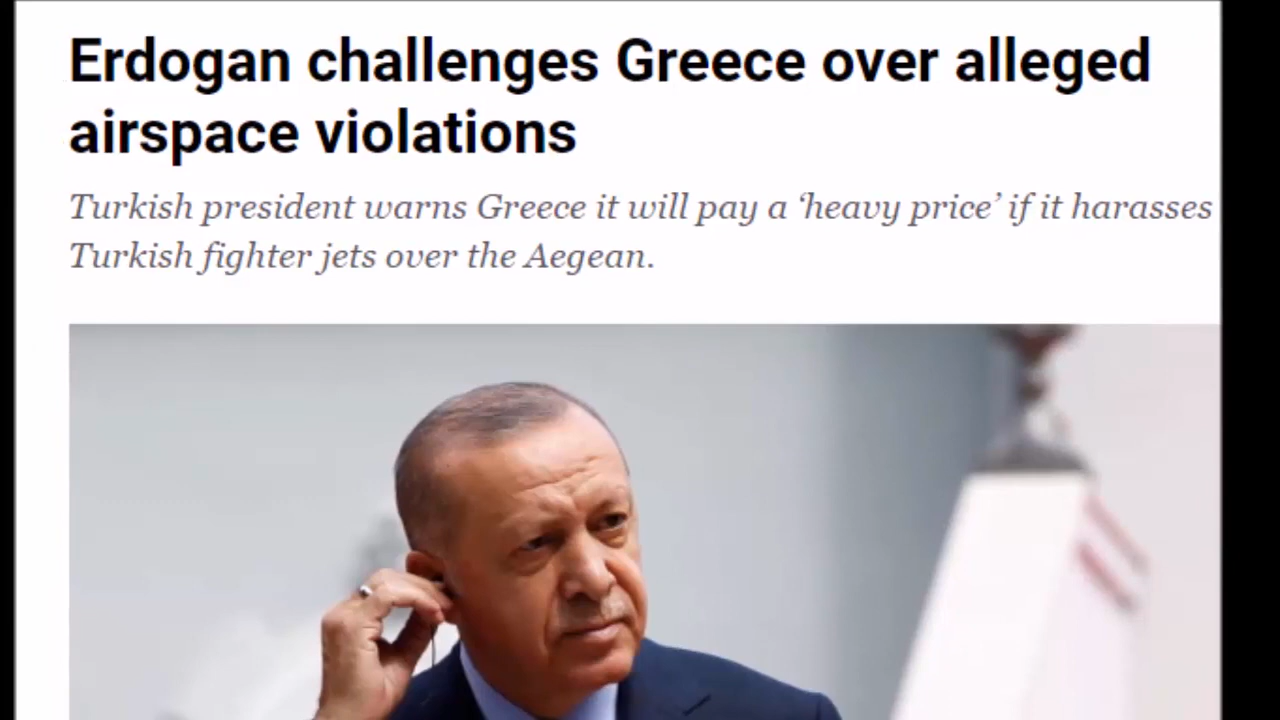 Erdogan challenges Greece over alleged
airspace violations
Turkish president warns Greece it will pay a ‘heavy price’ if it harasses
Turkish fighter jets over the Aegean.